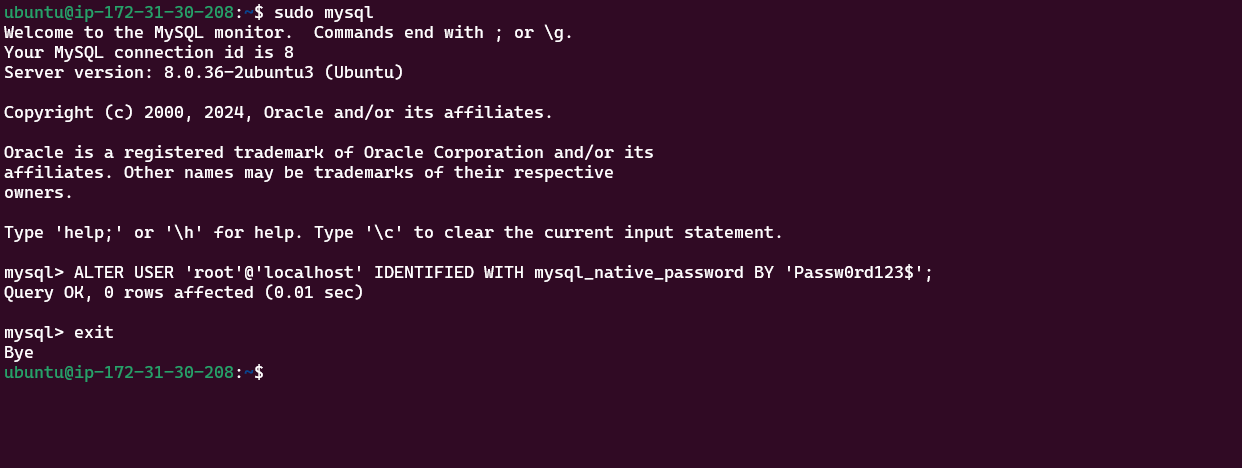 ubuntu@ip-172-31-30-208:~$ sudo mysql
Welcome to the MySQL monitor.  Commands end with ; or \g.
Your MySQL connection id is 8
Server version: 8.0.36-2ubuntu3 (Ubuntu)
Copyright (c) 2000, 2024, Oracle and/or its affiliates.
Oracle is a registered trademark of Oracle Corporation and/or its
affiliates. Other names may be trademarks of their respective
owners.
Type 'help;' or '\h' for help. Type '\c' to clear the current input statement.
mysql> ALTER USER 'root'@'localhost' IDENTIFIED WITH mysql_native_password BY 'Passw0rd123$';
Query OK, 0 rows affected (0.01 sec)
mysql> exit
Bye
ubuntu@ip-172-31-30-208:~$